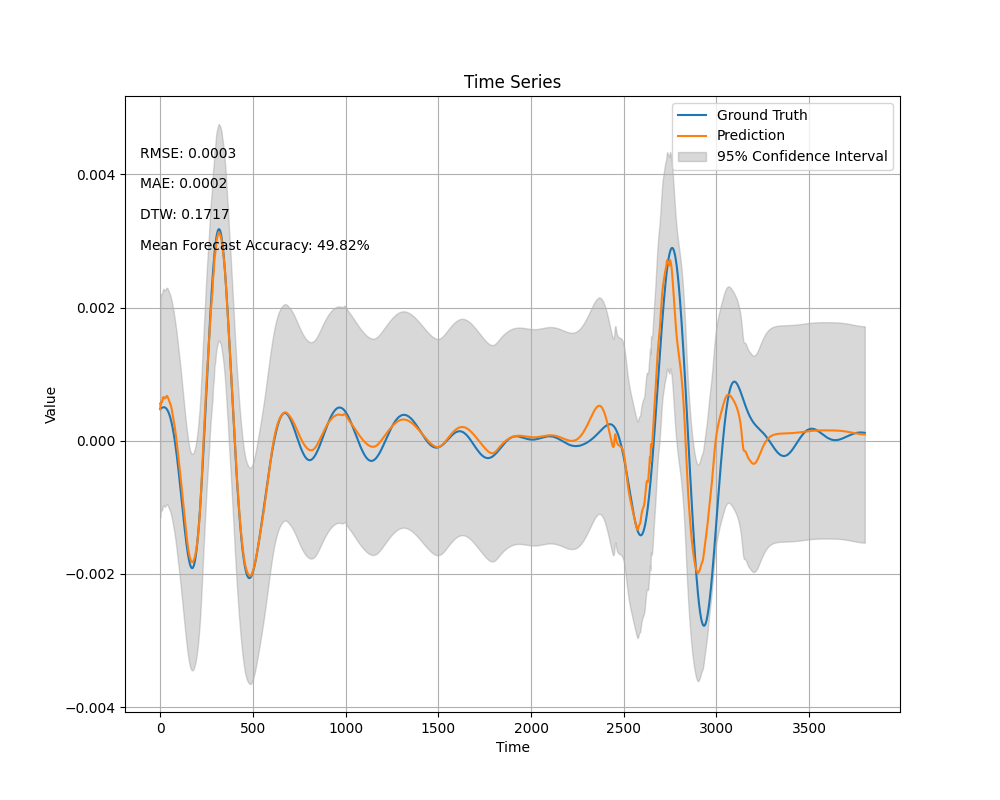 Time Series
Ground Truth
Prediction
95% Confidence Interval
RMSE: 0.0003
MAE: 0.0002
DTW: 0.1717
Mean Forecast Accuracy: 49.82%
Value
0.004
0.002
0.000
−0.002
−0.004
0 500 1000 1500 2000 2500 3000 3500
Time